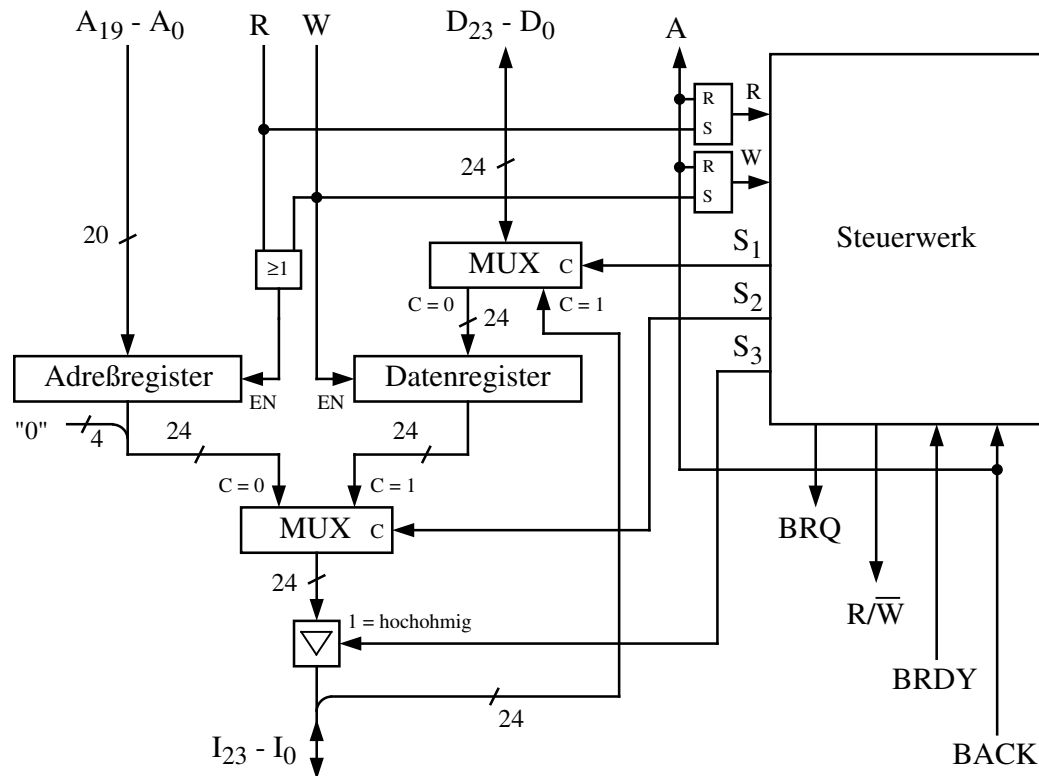 A19 - A0 R W D23 - D0 A
R
R
S
W
24
R
S
20
Steuerwerk
S1
≥1
MUX C
S2
C = 0 C = 1
24
S3
Adreßregister
Datenregister
EN EN
"0"
4
24
24
C = 0 C = 1
MUX C
BRQ
24
R/W̅
1 = hochohmig
BRDY
24
I23 - I0
BACK